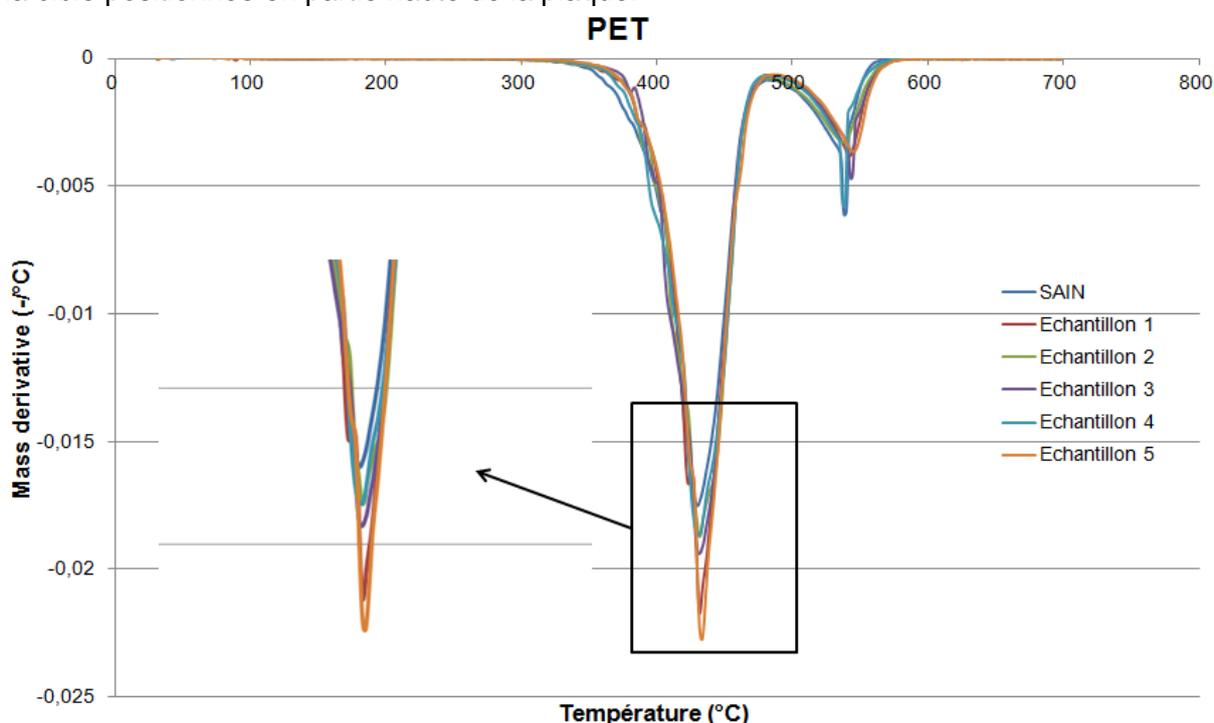 PET
0
0 100 200 300 400 500 600 700 800
-0,005
-0,01
-0,015
-0,02
-0,025
Mass derivative (-/°C)
Température (°C)
SAIN
Echantillon 1
Echantillon 2
Echantillon 3
Echantillon 4
Echantillon 5